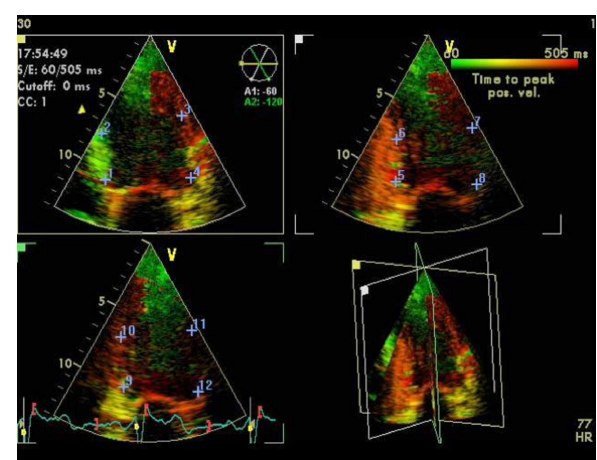 30
1
17:54:49
S/E: 60/505 ms
Cutoff: 0 ms
CC: 1
V
A1: -60
A2: -120
5
10
2
3
1
4
V
60 505 ms
Time to peak
pos. vel.
5
10
6
7
5
8
V
5
10
10
11
9
12
77
HR